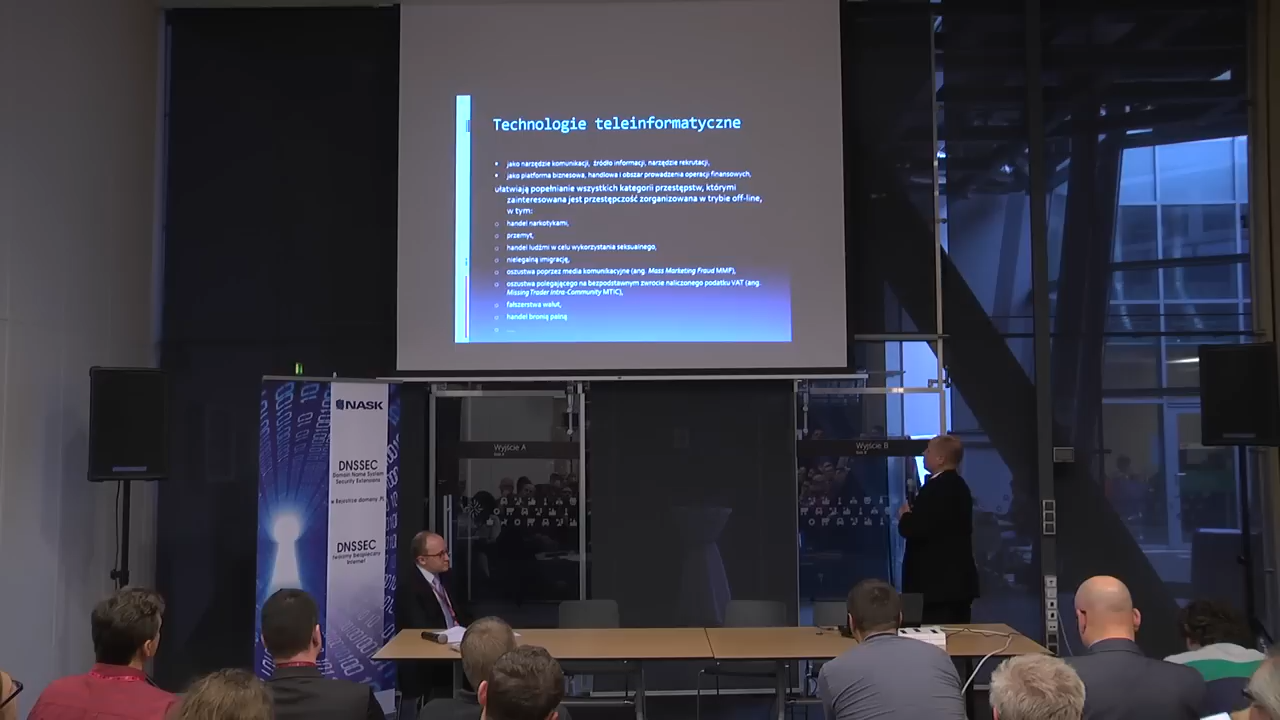 Technologie teleinformatyczne
jako narzędzie komunikacji, źródło informacji, narzędzie rekrutacji,
jako platforma biznesowa, handlowa i obszar prowadzenia operacji finansowych,
ułatwiają popełnianie wszystkich kategorii przestępstw, którymi
zainteresowana jest przestępczość zorganizowana w trybie off-line,
w tym:
handel narkotykami,
przemyt,
handel ludźmi w celu wykorzystania seksualnego,
nielegalną imigrację,
oszustwa poprzez media komunikacyjne (ang. Mass Marketing Fraud MMF),
oszustwa polegającego na bezpodstawnym zwrocie naliczonego podatku VAT (ang.
Missing Trader Intra-Community MTIC),
fałszerstwa walut,
handel bronią palną
...
NASK
DNSSEC
Domain Name System
Security Extensions
w Rejestrze domeny .PL
DNSSEC
Tworzymy Bezpieczny
Internet
Wyjście A
Wyjście B